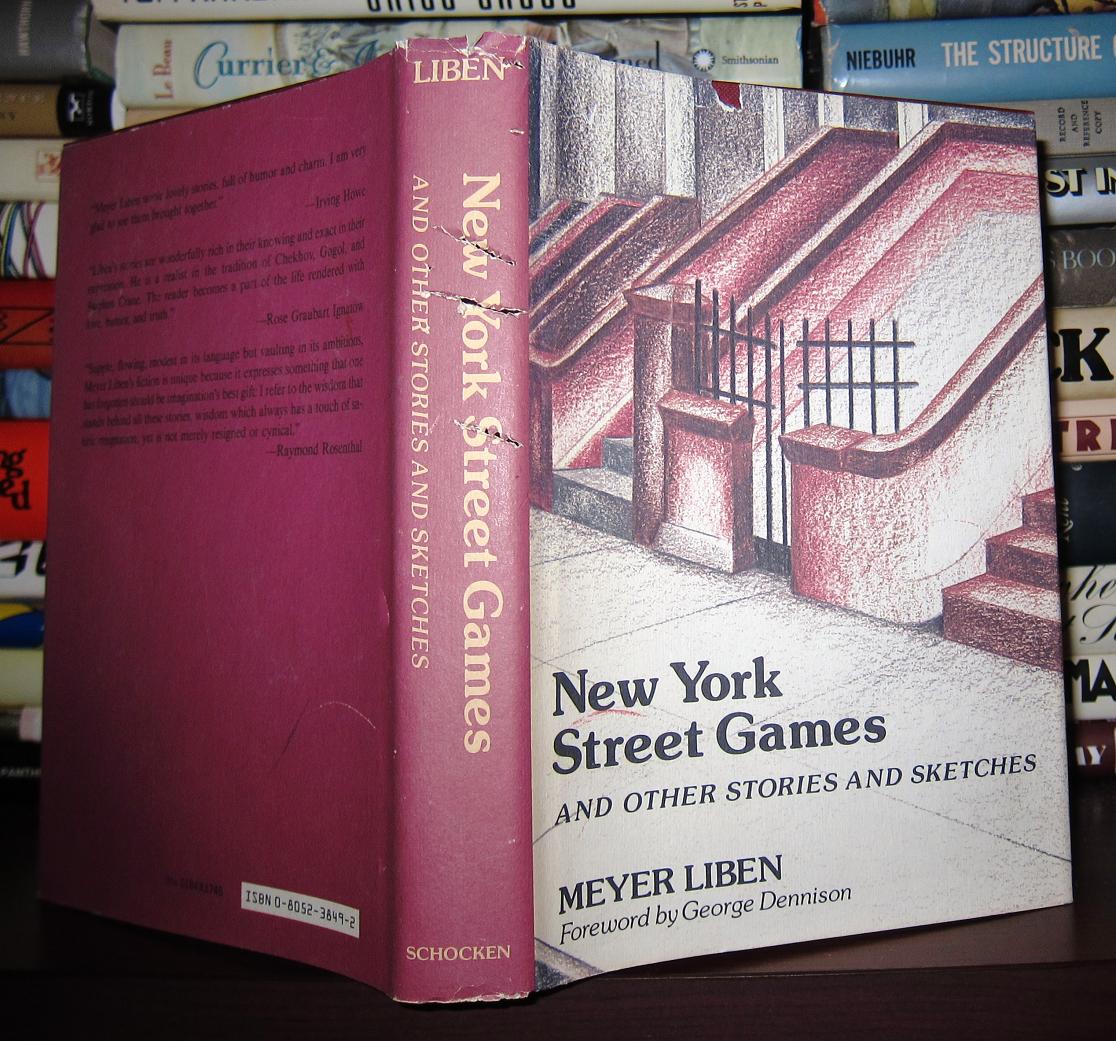 LIBEN
New York Street Games
AND OTHER STORIES AND SKETCHES
SCHOCKEN
New York
Street Games
AND OTHER STORIES AND SKETCHES
MEYER LIBEN
Foreword by George Dennison
"Meyer Liben wrote lovely stories, full of humor and charm. I am very
glad to see them brought together."
—Irving Howe
"Liben's stories are wonderfully rich in their knowing and exact in their
expression. He is a realist in the tradition of Chekhov, Gogol, and
Stephen Crane. The reader becomes a part of the life rendered with
love, humor, and truth."
—Rose Graubart Ignatow
"Supple, flowing, modest in its language but vaulting in its ambitions,
Meyer Liben's fiction is unique because it expresses something that one
has forgotten should be imagination's best gift: I refer to the wisdom that
stands behind all these stories, wisdom which always has a touch of sa-
tiric resignation, yet is not merely resigned or cynical."
—Raymond Rosenthal
ISBN 0-8052-3849-2
Le Beau
Currier &
Smithsonian
NIEBUHR
THE STRUCTURE
RECORD
AND
REFERENCE
COPY